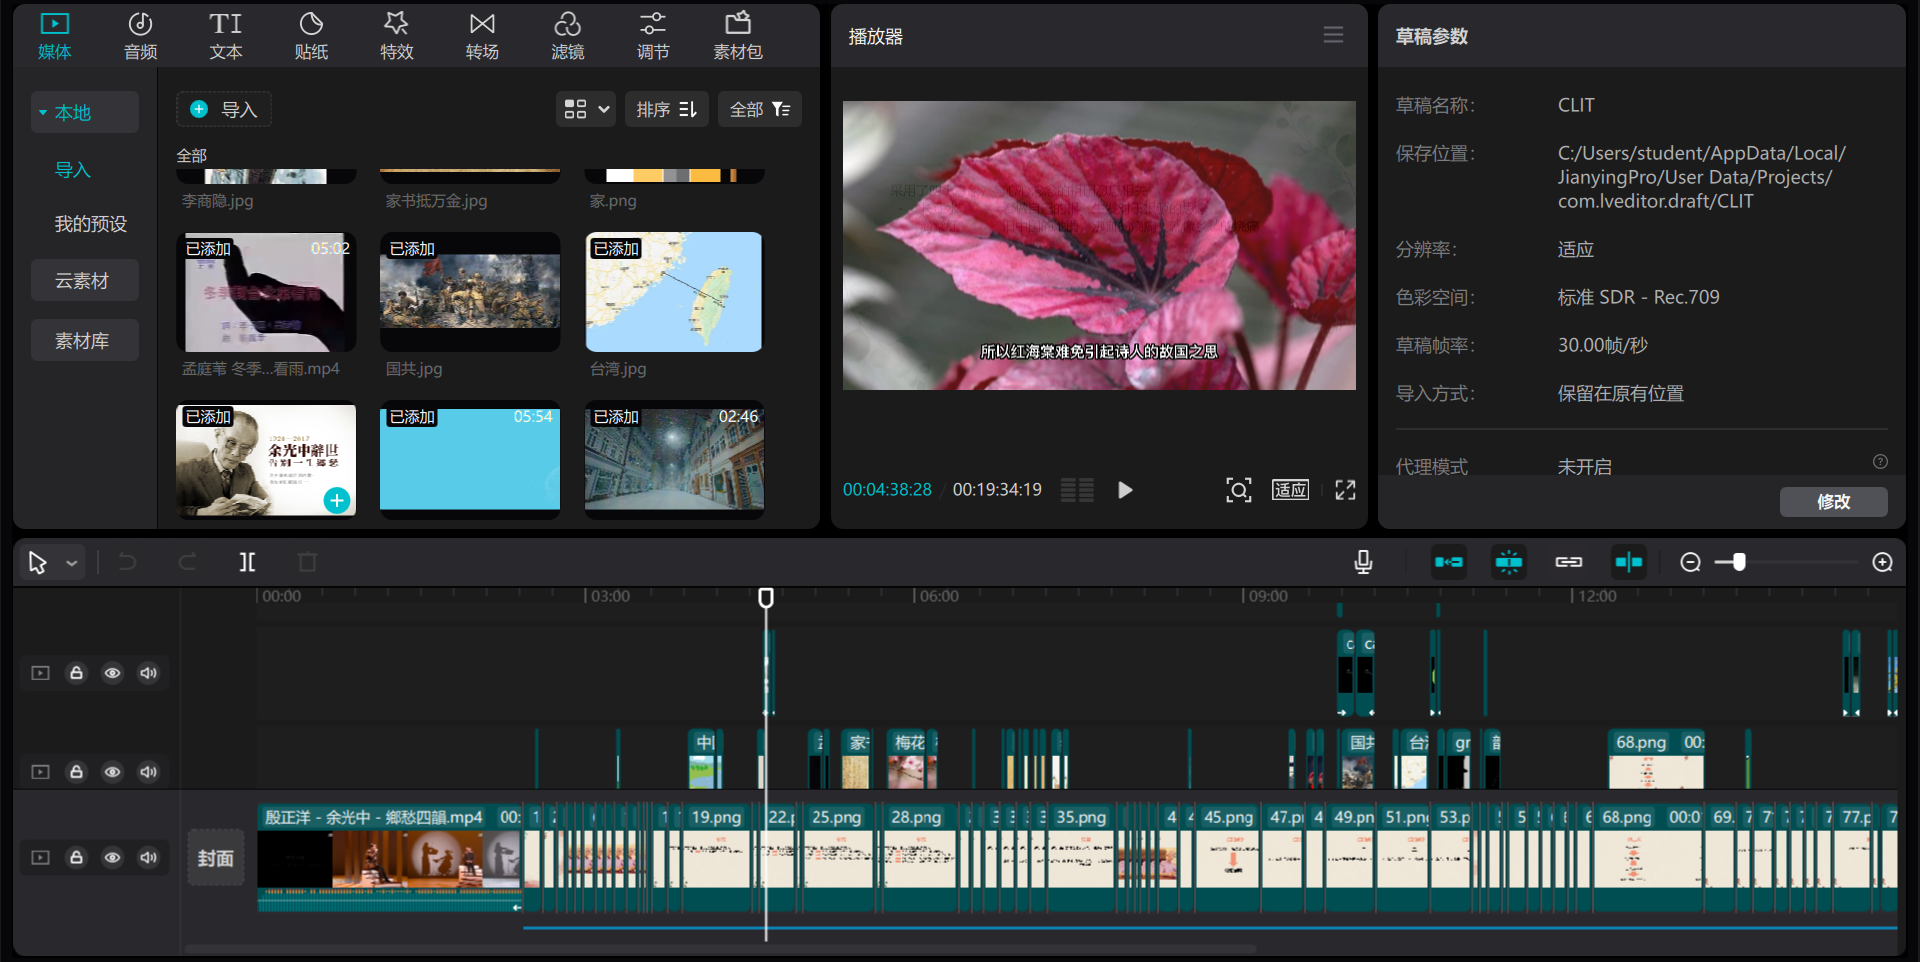 媒体
音频
文本
贴纸
特效
转场
滤镜
调节
素材包
本地
导入
我的预设
云素材
素材库
导入
排序
全部
全部
李商隐.jpg
家书抵万金.jpg
家.png
已添加
05:02
孟庭苇 冬季...看雨.mp4
已添加
国共.jpg
已添加
台湾.jpg
已添加
余光中辭世
已添加
05:54
已添加
02:46
播放器
所以红海棠难免引起诗人的故国之思
00:04:38:28 / 00:19:34:19
适应
草稿参数
草稿名称： CLIT
保存位置： C:/Users/student/AppData/Local/
JianyingPro/User Data/Projects/
com.lveditor.draft/CLIT
分辨率： 适应
色彩空间： 标准 SDR - Rec.709
草稿帧率： 30.00帧/秒
导入方式： 保留在原有位置
代理模式 未开启
修改
00:00 03:00 06:00 09:00 12:00
梅花
68.png 00:
封面
殷正洋 - 余光中 - 鄉愁四韻.mp4 00:
19.png
22.p
25.png
28.png
35.png
45.png
47.p
49.pn
51.png
53.p
68.png 00:0
69.
77.p